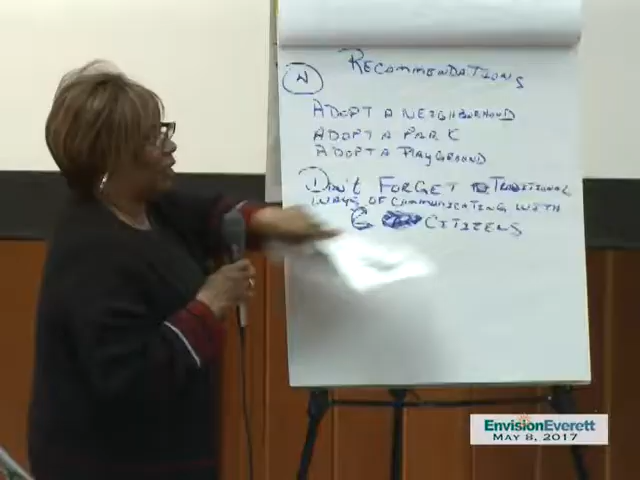 RECOMMENDATIONS
N
ADOPT A NEIGHBORHOOD
ADOPT A PARK
ADOPT A PLAYGROUND
DON'T FORGET TRADITIONAL
WAYS OF COMMUNICATING WITH
CITIZENS
EnvisionEverett
MAY 8, 2017